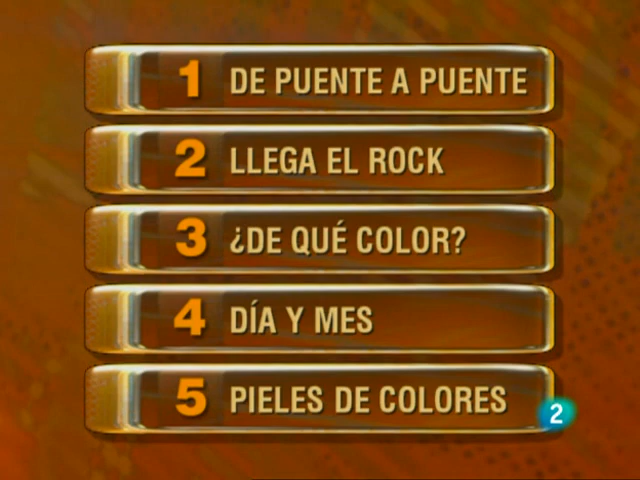 1 DE PUENTE A PUENTE
2 LLEGA EL ROCK
3 ¿DE QUÉ COLOR?
4 DÍA Y MES
5 PIELES DE COLORES
2